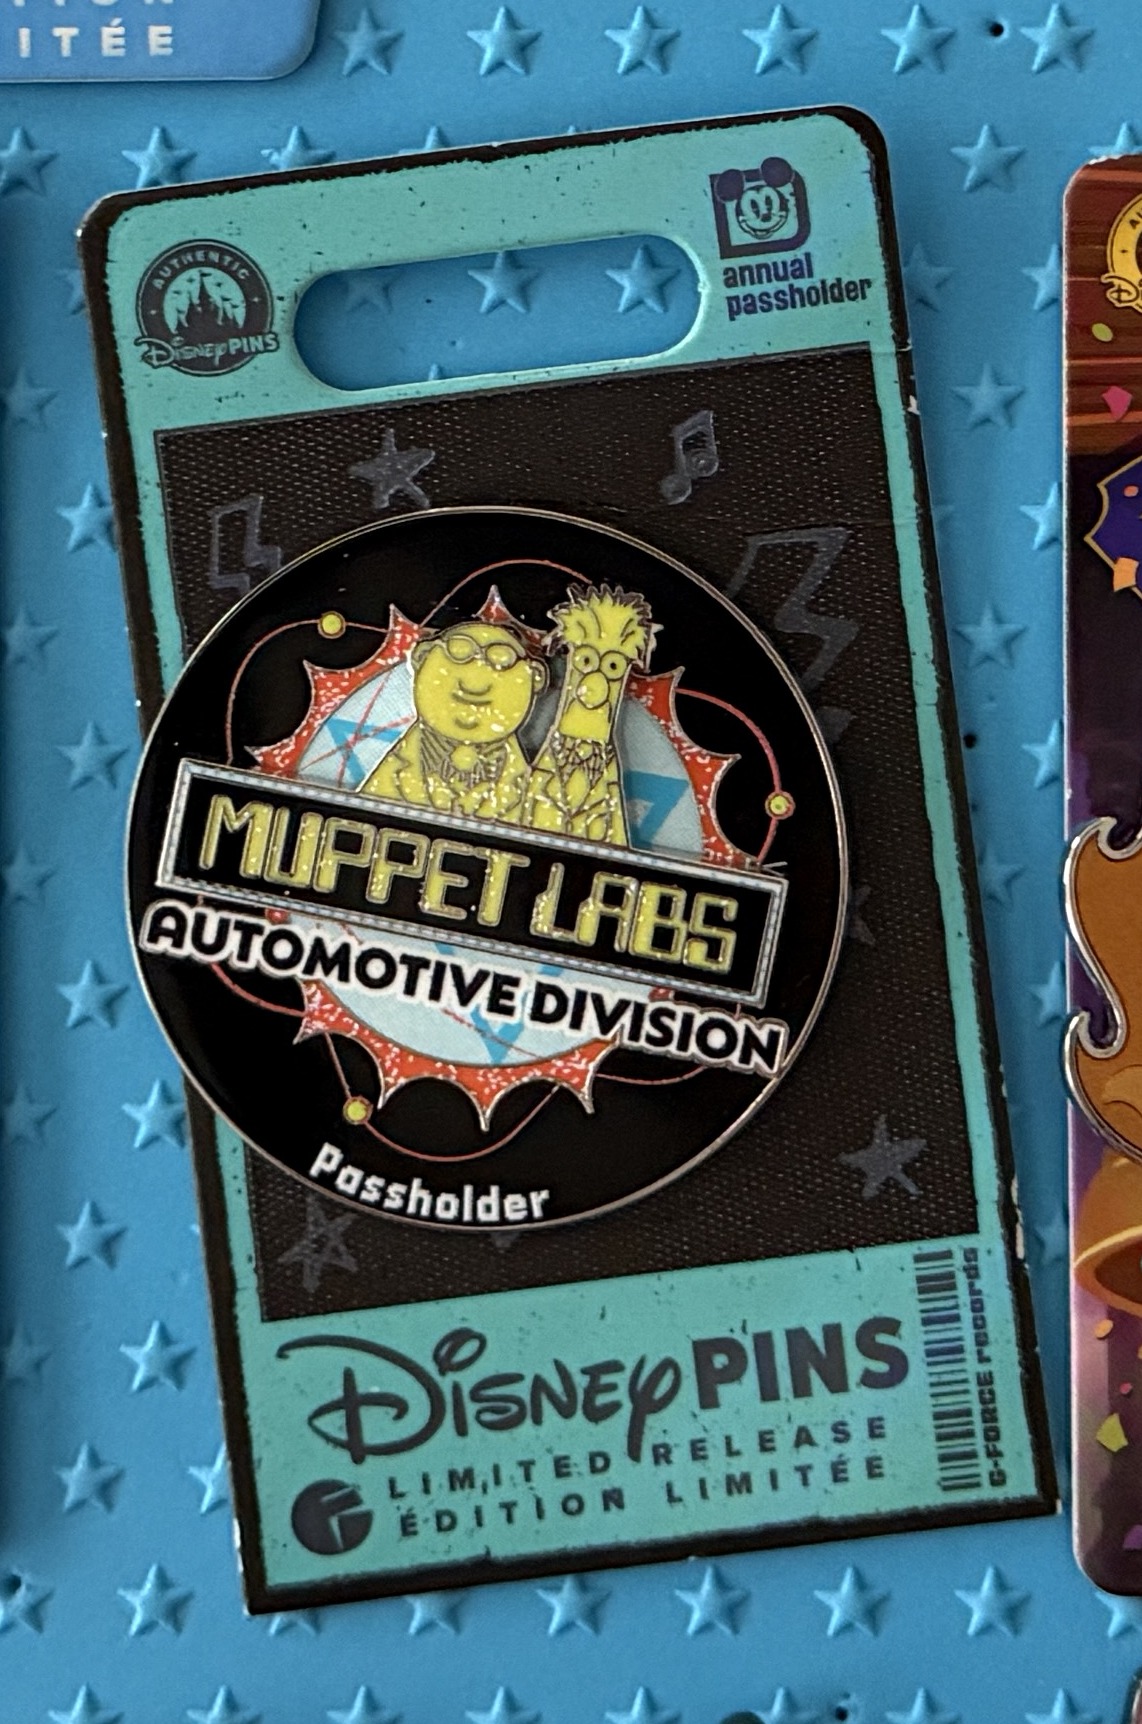 ITÉE
AUTHENTIC
Disney PINS
annual
passholder
MUPPET LABS
AUTOMOTIVE DIVISION
Passholder
Disney PINS
LIMITED RELEASE
ÉDITION LIMITÉE
G-FORCE records